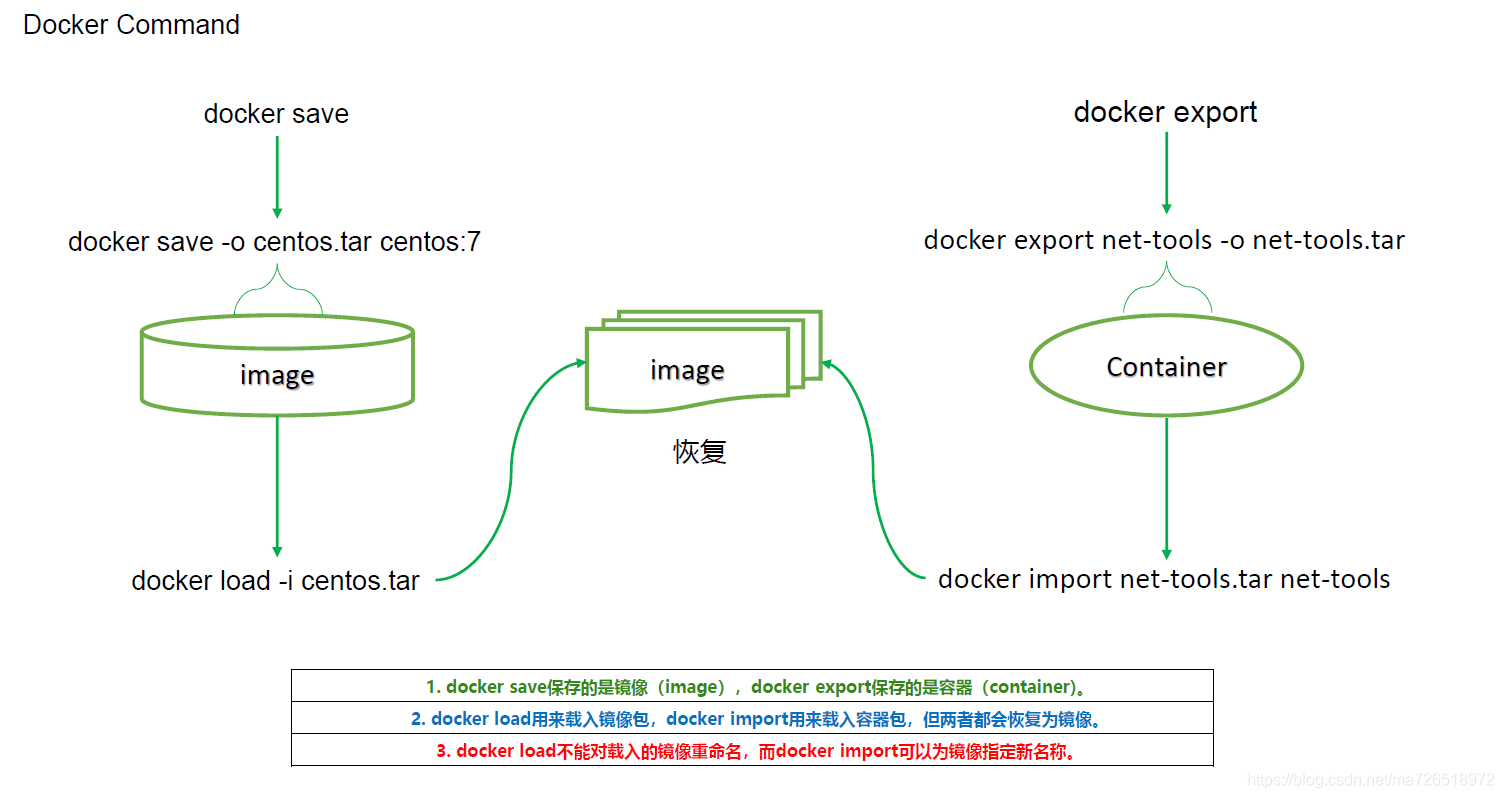 Docker Command
docker save
docker export
docker save -o centos.tar centos:7
docker export net-tools -o net-tools.tar
image
image
Container
恢复
docker load -i centos.tar
docker import net-tools.tar net-tools
1. docker save保存的是镜像（image），docker export保存的是容器（container)。
2. docker load用来载入镜像包，docker import用来载入容器包，但两者都会恢复为镜像。
3. docker load不能对载入的镜像重命名，而docker import可以为镜像指定新名称。
https://blog.csdn.net/ma726518972